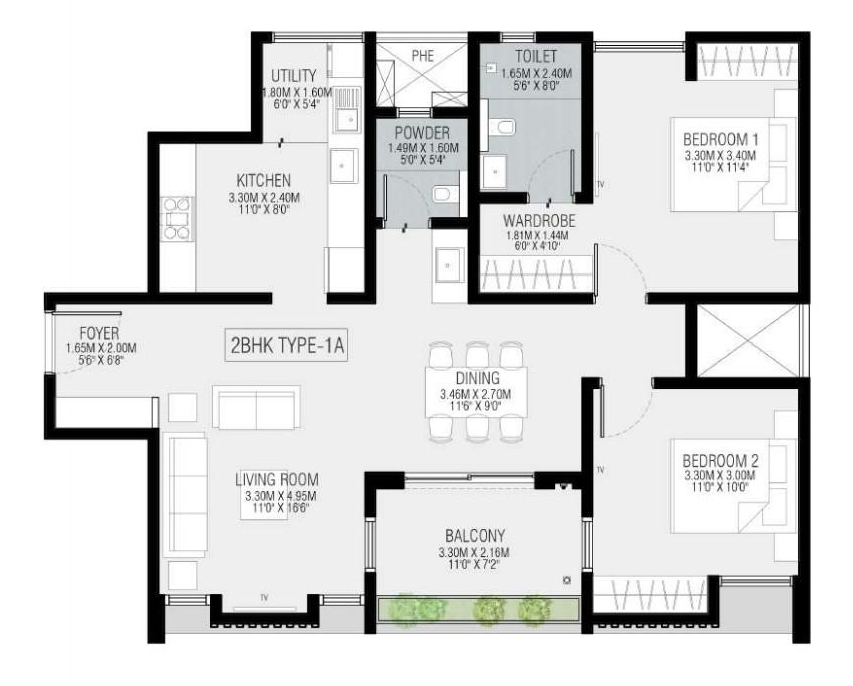 PHE
TOILET
1.65M X 2.40M
5'6" X 8'0"
UTILITY
1.80M X 1.60M
6'0" X 5'4"
POWDER
1.49M X 1.60M
5'0" X 5'4"
BEDROOM 1
3.30M X 3.40M
11'0" X 11'4"
TV
KITCHEN
3.30M X 2.40M
11'0" X 8'0"
WARDROBE
1.81M X 1.44M
6'0" X 4'10"
FOYER
1.65M X 2.00M
5'6" X 6'8"
2BHK TYPE-1A
DINING
3.46M X 2.70M
11'6" X 9'0"
LIVING ROOM
3.30M X 4.95M
11'0" X 16'6"
TV
BEDROOM 2
3.30M X 3.00M
11'0" X 10'0"
TV
BALCONY
3.30M X 2.16M
11'0" X 7'2"